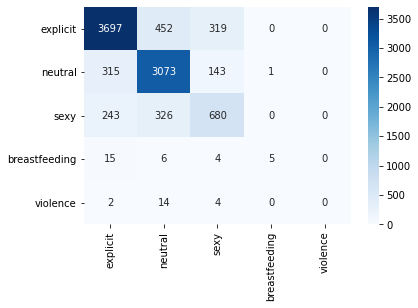 explicit 3697 452 319 0 0
neutral 315 3073 143 1 0
sexy 243 326 680 0 0
breastfeeding 15 6 4 5 0
violence 2 14 4 0 0
explicit neutral sexy breastfeeding violence
3500
3000
2500
2000
1500
1000
500
0